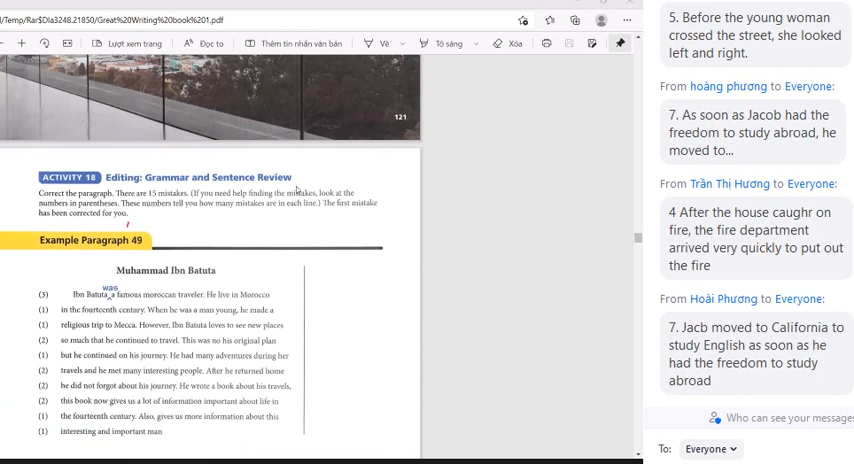 l/Temp/Rar$DIa3248.21850/Great%20Writing%20book%201.pdf
Lượt xem trang
Đọc to
Thêm tin nhắn văn bản
Vẽ
Tô sáng
Xóa
121
ACTIVITY 18 Editing: Grammar and Sentence Review
Correct the paragraph. There are 15 mistakes. (If you need help finding the mistakes, look at the
numbers in parentheses. These numbers tell you how many mistakes are in each line.) The first mistake
has been corrected for you.
Example Paragraph 49
Muhammad Ibn Batuta
was
(3) Ibn Batuta‸a famous moroccan traveler. He live in Morocco
(1) in the fourteenth century. When he was a man young, he made a
(1) religious trip to Mecca. However, Ibn Batuta loves to see new places
(2) so much that he continued to travel. This was no his original plan
(1) but he continued on his journey. He had many adventures during her
(2) travels and he met many interesting people. After he returned home
(2) he did not forgot about his journey. He wrote a book about his travels,
(2) this book now gives us a lot of information important about life in
(1) the fourteenth century. Also, gives us more information about this
(1) interesting and important man
5. Before the young woman
crossed the street, she looked
left and right.
From hoàng phương to Everyone:
7. As soon as Jacob had the
freedom to study abroad, he
moved to...
From Trần Thị Hương to Everyone:
4 After the house caughr on
fire, the fire department
arrived very quickly to put out
the fire
From Hoài Phương to Everyone:
7. Jacb moved to California to
study English as soon as he
had the freedom to study
abroad
Who can see your messages
To: Everyone